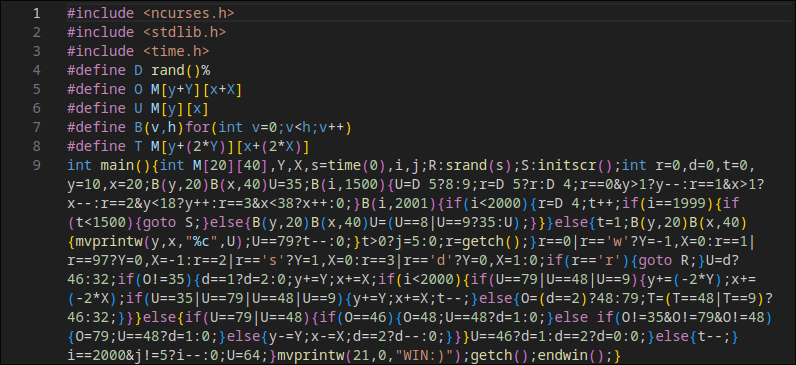 1 #include <ncurses.h>
2 #include <stdlib.h>
3 #include <time.h>
4 #define D rand()%
5 #define O M[y+Y][x+X]
6 #define U M[y][x]
7 #define B(v,h)for(int v=0;v<h;v++)
8 #define T M[y+(2*Y)][x+(2*X)]
9 int main(){int M[20][40],Y,X,s=time(0),i,j;R:srand(s);S:initscr();int r=0,d=0,t=0,
y=10,x=20;B(y,20)B(x,40)U=35;B(i,1500){U=D 5?8:9;r=D 5?r:D 4;r==0&y>1?y--:r==1&x>1?
x--:r==2&y<18?y++:r==3&x<38?x++:0;}B(i,2001){if(i<2000){r=D 4;t++;if(i==1999){if
(t<1500){goto S;}else{B(y,20)B(x,40)U=(U==8|U==9?35:U);}}}else{t=1;B(y,20)B(x,40)
{mvprintw(y,x,"%c",U);U==79?t--:0;}t>0?j=5:0;r=getch();}r==0|r=='w'?Y=-1,X=0:r==1|
r==97?Y=0,X=-1:r==2|r=='s'?Y=1,X=0:r==3|r=='d'?Y=0,X=1:0;if(r=='r'){goto R;}U=d?
46:32;if(O!=35){d==1?d=2:0;y+=Y;x+=X;if(i<2000){if(U==79|U==48|U==9){y+=(-2*Y);x+=
(-2*X);if(U==35|U==79|U==48|U==9){y+=Y;x+=X;t--;}else{O=(d==2)?48:79;T=(T==48|T==9)?
46:32;}}}else{if(U==79|U==48){if(O==46){O=48;U==48?d=1:0;}else if(O!=35&O!=79&O!=48)
{O=79;U==48?d=1:0;}else{y-=Y;x-=X;d==2?d--:0;}}}U==46?d=1:d==2?d=0:0;}else{t--;}
i==2000&j!=5?i--:0;U=64;}mvprintw(21,0,"WIN:)");getch();endwin();}